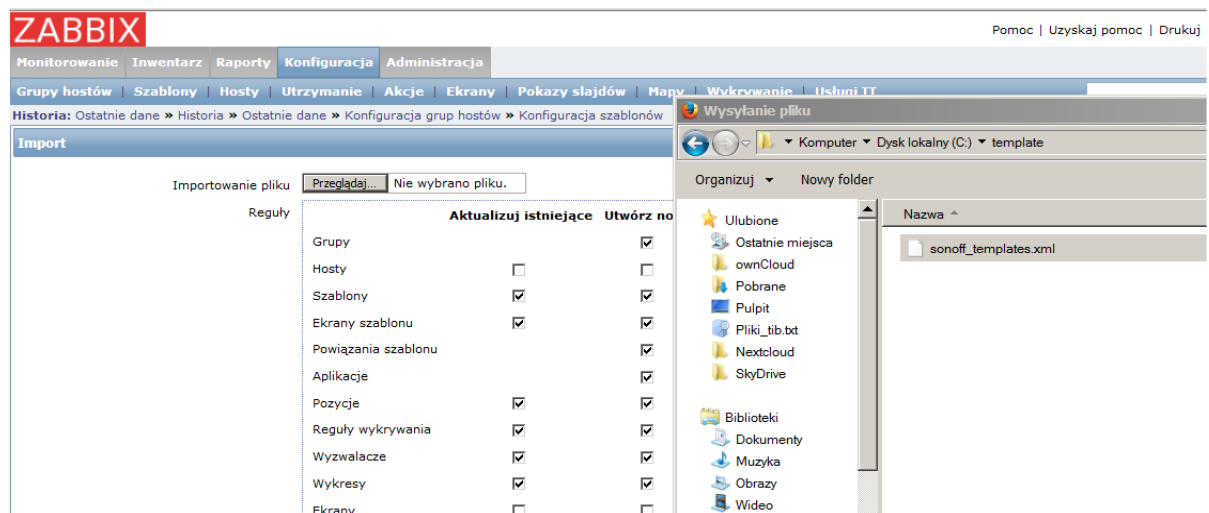 ZABBIX
Pomoc | Uzyskaj pomoc | Drukuj
Monitorowanie Inwentarz Raporty Konfiguracja Administracja
Grupy hostów | Szablony | Hosty | Utrzymanie | Akcje | Ekrany | Pokazy slajdów | Mapy | Wykrywanie | Usługi IT
Historia: Ostatnie dane » Historia » Ostatnie dane » Konfiguracja grup hostów » Konfiguracja szablonów
Import
Importowanie pliku Przeglądaj... Nie wybrano pliku.
Reguły
Aktualizuj istniejące Utwórz no
Grupy
Hosty
Szablony
Ekrany szablonu
Powiązania szablonu
Aplikacje
Pozycje
Reguły wykrywania
Wyzwalacze
Wykresy
Ekrany
Wysyłanie pliku
Komputer Dysk lokalny (C:) template
Organizuj Nowy folder
Ulubione
Ostatnie miejsca
ownCloud
Pobrane
Pulpit
Pliki_tib.txt
Nextcloud
SkyDrive
Biblioteki
Dokumenty
Muzyka
Obrazy
Wideo
Nazwa
sonoff_templates.xml